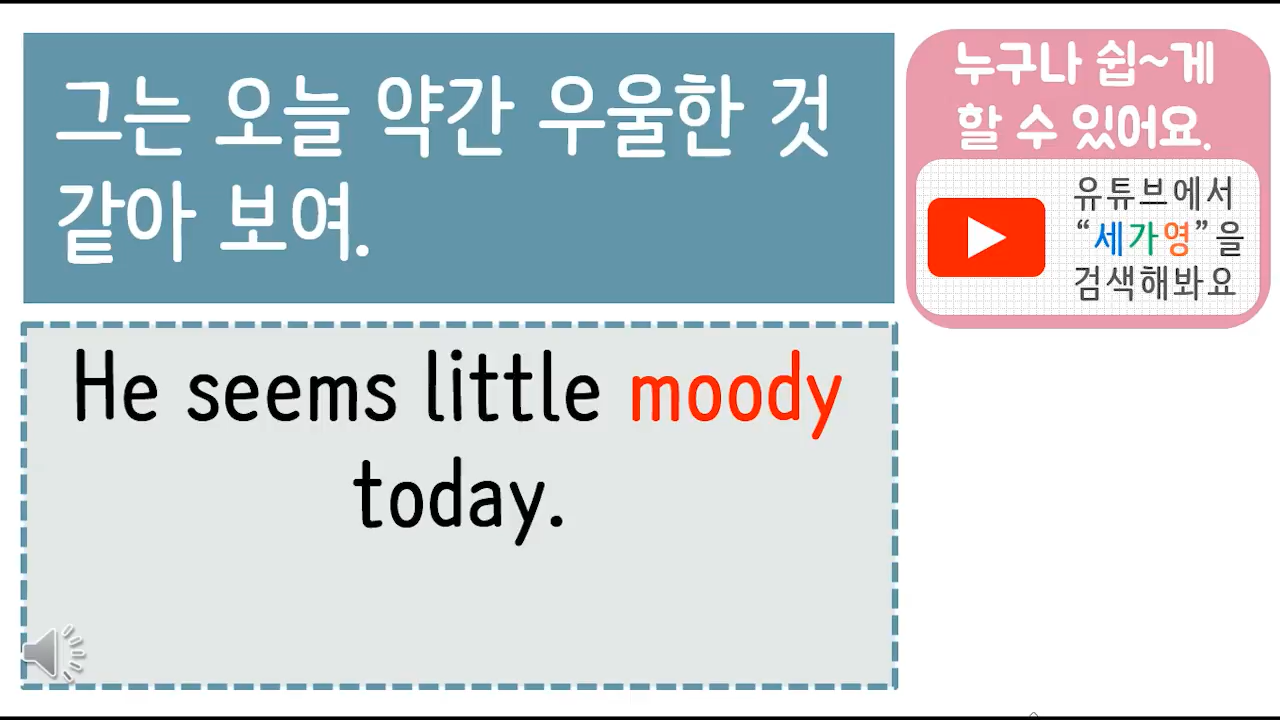 그는 오늘 약간 우울한 것
같아 보여.
He seems little moody
today.
누구나 쉽~게
할 수 있어요.
유튜브에서
“세가영”을
검색해봐요